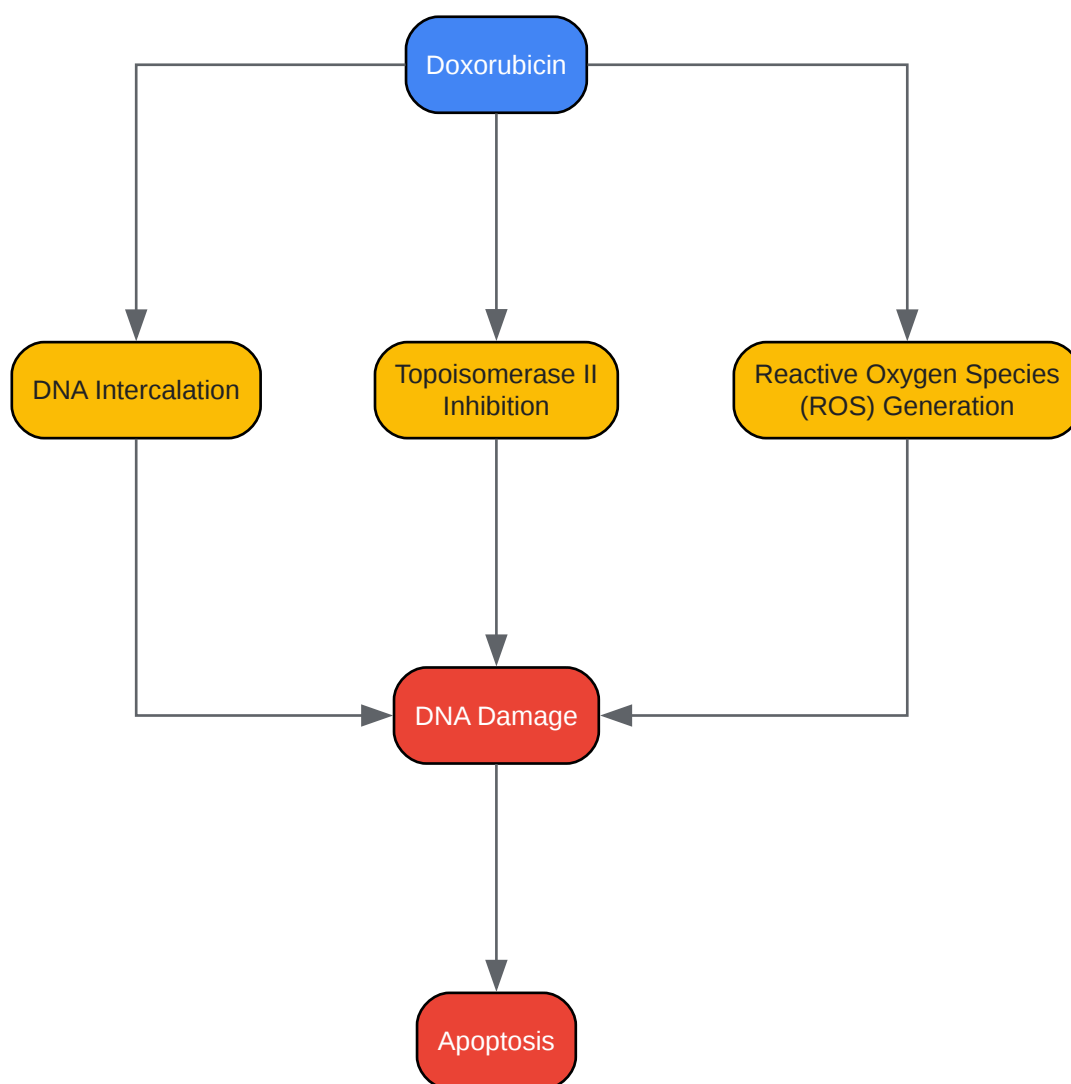 Doxorubicin
DNA Intercalation
Topoisomerase II
Inhibition
Reactive Oxygen Species
(ROS) Generation
DNA Damage
Apoptosis